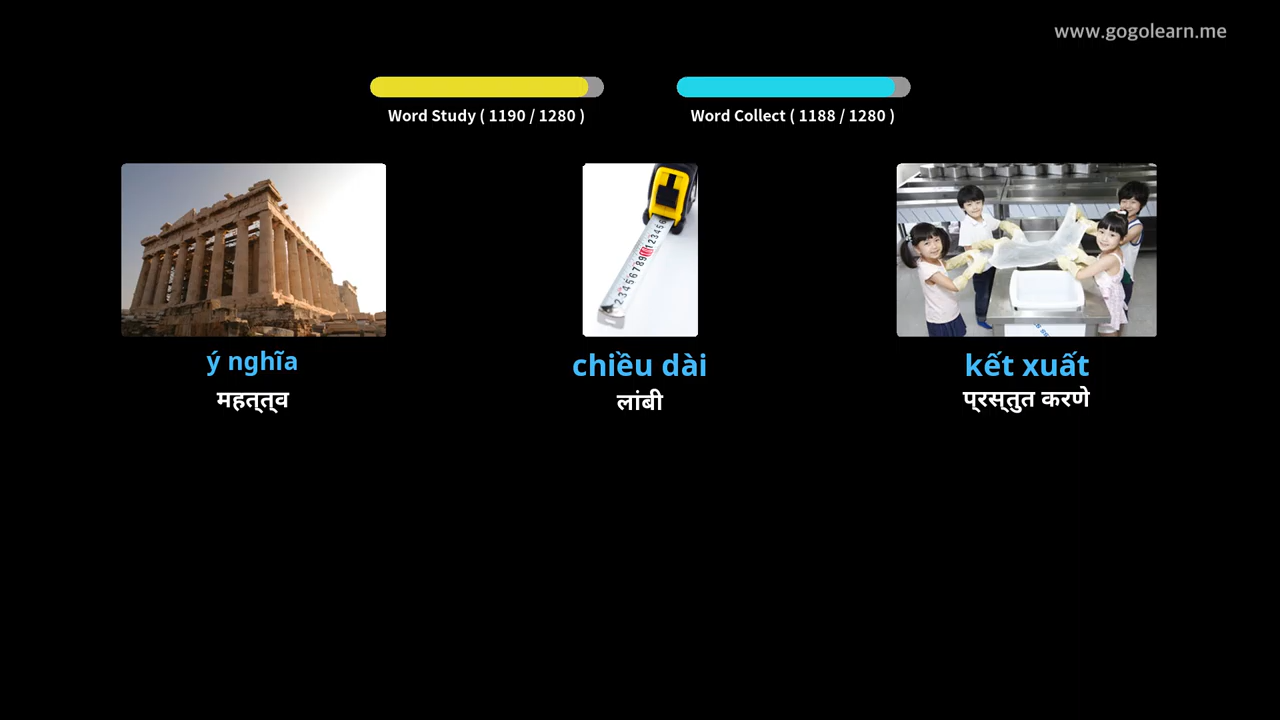 www.gogolearn.me
Word Study ( 1190 / 1280 )
Word Collect ( 1188 / 1280 )
ý nghĩa
chiều dài
kết xuất
महत्त्व
लांबी
प्रस्तुत करणे